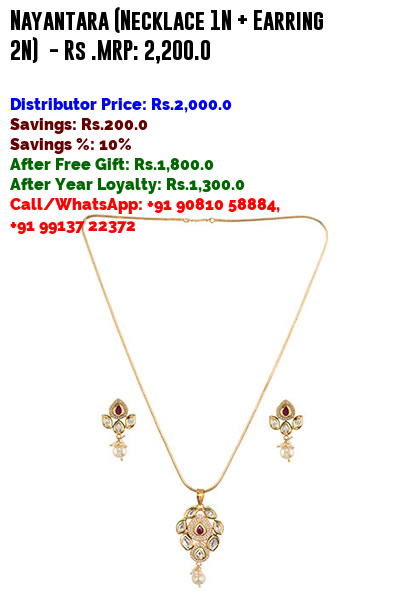 Nayantara (Necklace 1N + Earring
2N) - Rs .MRP: 2,200.0
Distributor Price: Rs.2,000.0
Savings: Rs.200.0
Savings %: 10%
After Free Gift: Rs.1,800.0
After Year Loyalty: Rs.1,300.0
Call/WhatsApp: +91 90810 58884,
+91 99137 22372